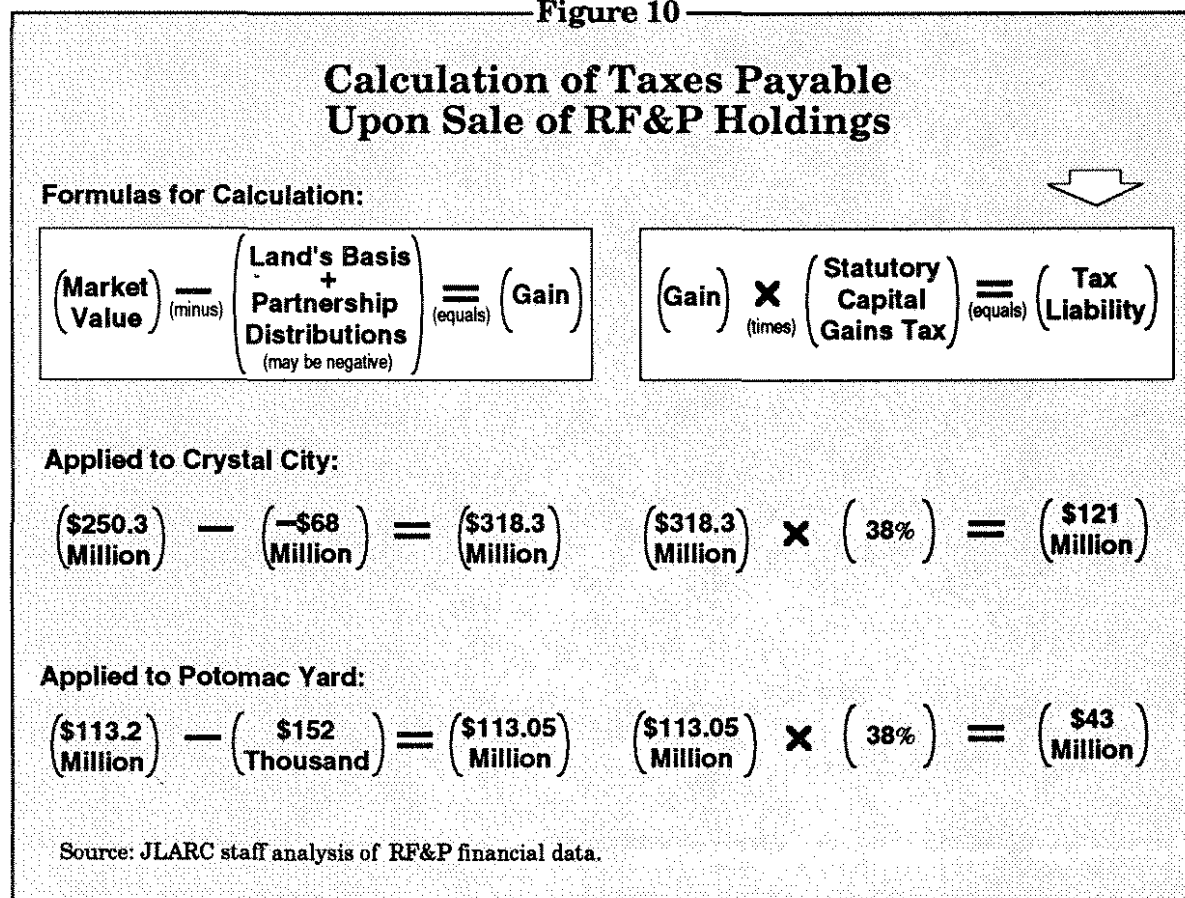 Figure 10
Calculation of Taxes Payable
Upon Sale of RF&P Holdings
Formulas for Calculation:
(Market Value) − (minus) (Land's Basis + Partnership Distributions (may be negative)) = (equals) (Gain)
(Gain) × (times) (Statutory Capital Gains Tax) = (equals) (Tax Liability)
Applied to Crystal City:
($250.3 Million) − (−$68 Million) = ($318.3 Million)
($318.3 Million) × (38%) = ($121 Million)
Applied to Potomac Yard:
($113.2 Million) − ($152 Thousand) = ($113.05 Million)
($113.05 Million) × (38%) = ($43 Million)
Source: JLARC staff analysis of RF&P financial data.